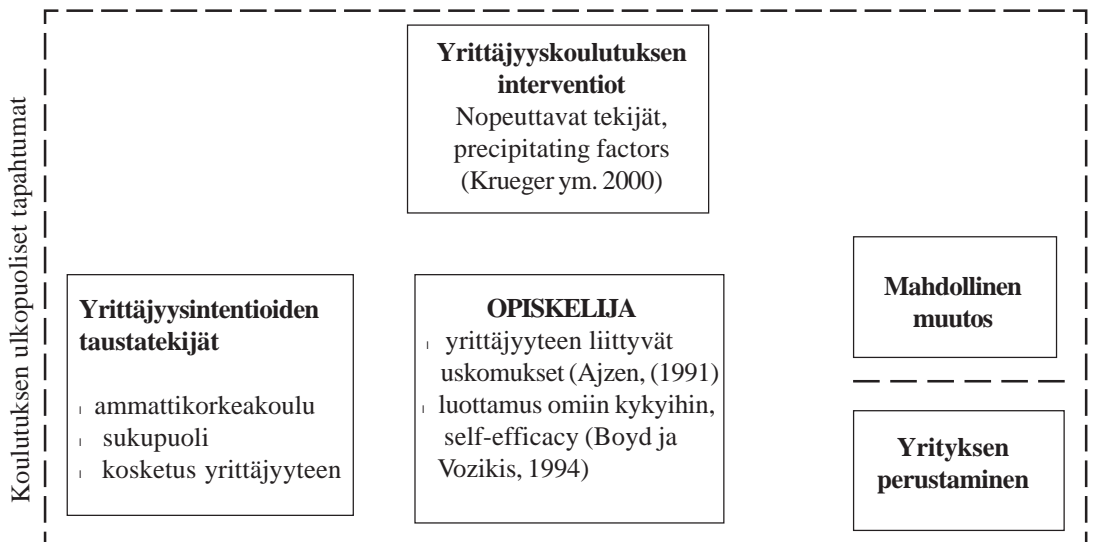 Koulutuksen ulkopuoliset tapahtumat
Yrittäjyyskoulutuksen
interventiot
Nopeuttavat tekijät,
precipitating factors
(Krueger ym. 2000)
Yrittäjyysintentioiden
taustatekijät
ammattikorkeakoulu
sukupuoli
kosketus yrittäjyyteen
OPISKELIJA
yrittäjyyteen liittyvät
uskomukset (Ajzen, (1991)
luottamus omiin kykyihin,
self-efficacy (Boyd ja
Vozikis, 1994)
Mahdollinen
muutos
Yrityksen
perustaminen